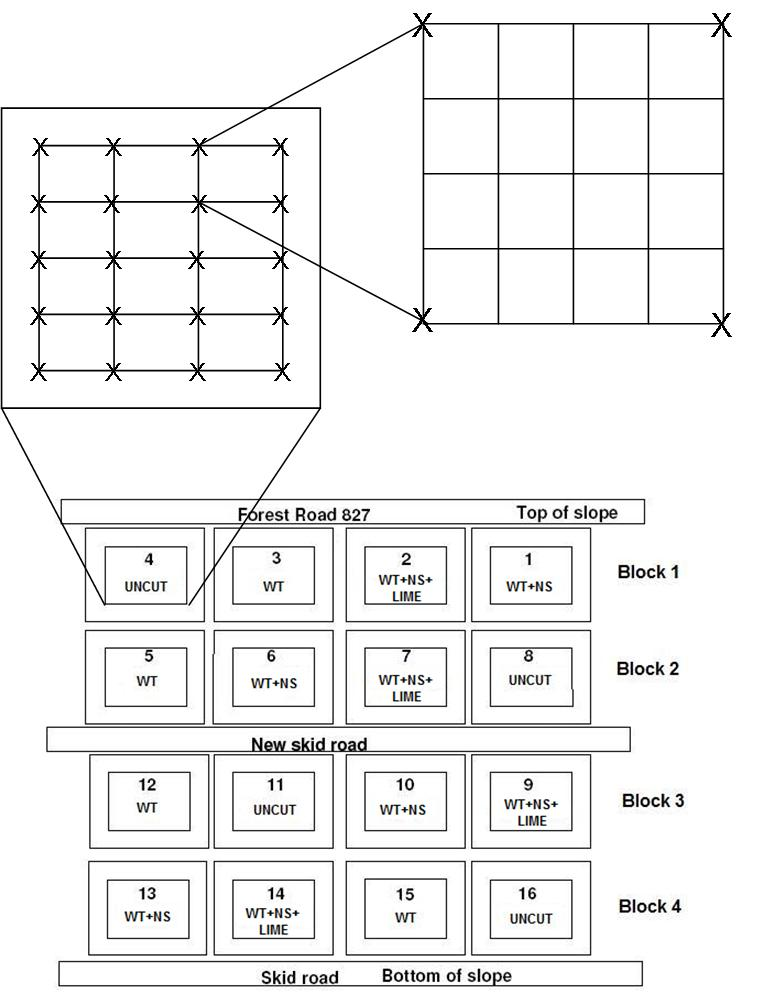 X X
X X X X
X X X X
X X X X
X X X X
X X X X
X X
Forest Road 827 Top of slope
4 3 2 1
UNCUT WT WT+NS+ WT+NS
LIME
Block 1
5 6 7 8
WT WT+NS WT+NS+ UNCUT
LIME
Block 2
New skid road
12 11 10 9
WT UNCUT WT+NS WT+NS+
LIME
Block 3
13 14 15 16
WT+NS WT+NS+ WT UNCUT
LIME
Block 4
Skid road Bottom of slope